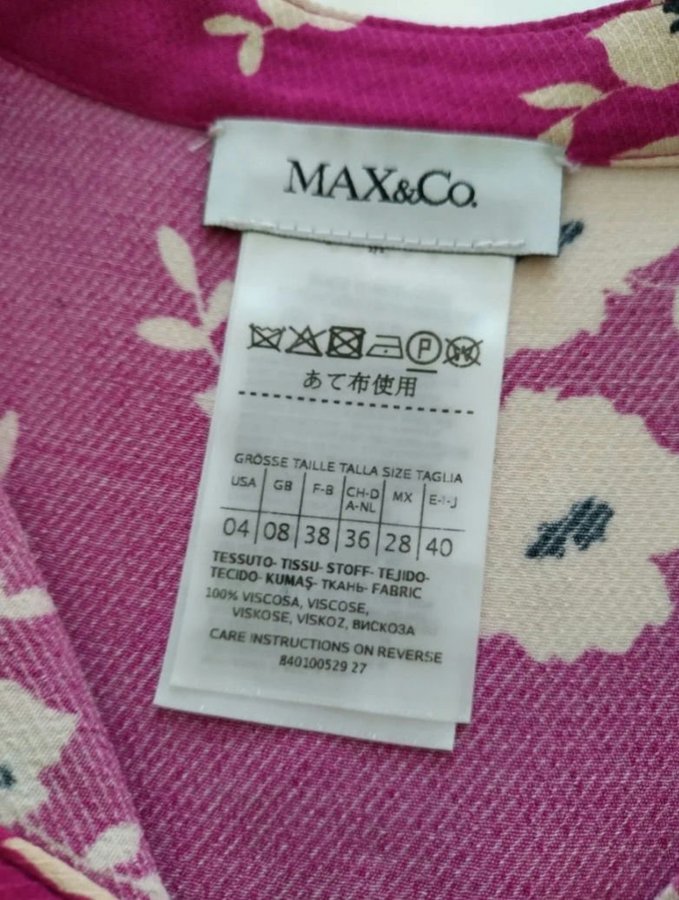 MAX&Co.
P
あて布使用
GRÖSSE TAILLE TALLA SIZE TAGLIA
USA GB F-B CH-D A-NL MX E-I-J
04 08 38 36 28 40
TESSUTO- TISSU- STOFF- TEJIDO-
TECIDO- KUMAŞ- ТКАНЬ- FABRIC
100% VISCOSA, VISCOSE,
VISKOSE, VISKOZ, ВИСКОЗА
CARE INSTRUCTIONS ON REVERSE
840100529 27